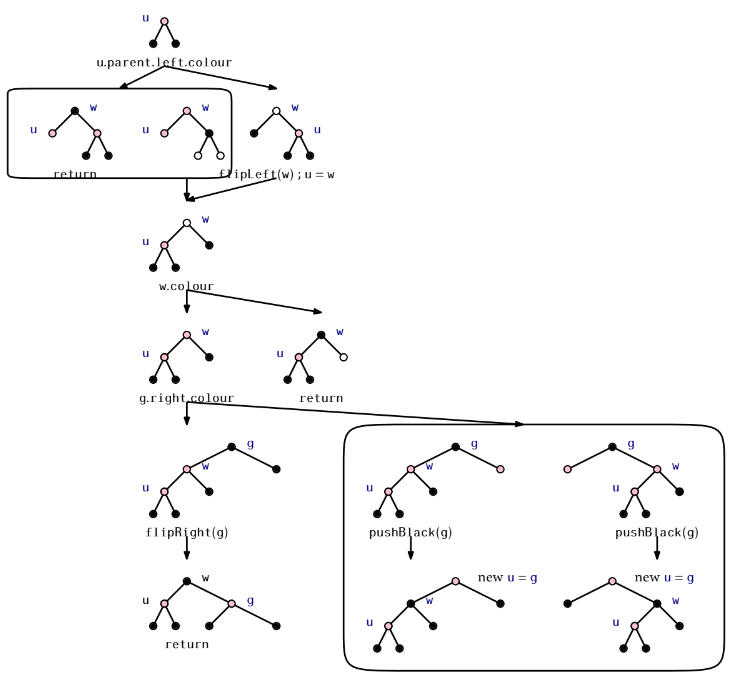 u
u.parent.left.colour
w w w
u u u
return flipLeft(w) ; u = w
w
u
w.colour
w w
u u
g.right.colour return
g g g
w w w
u u u
flipRight(g) pushBlack(g) pushBlack(g)
w new u = g new u = g
u g w w
u u
return